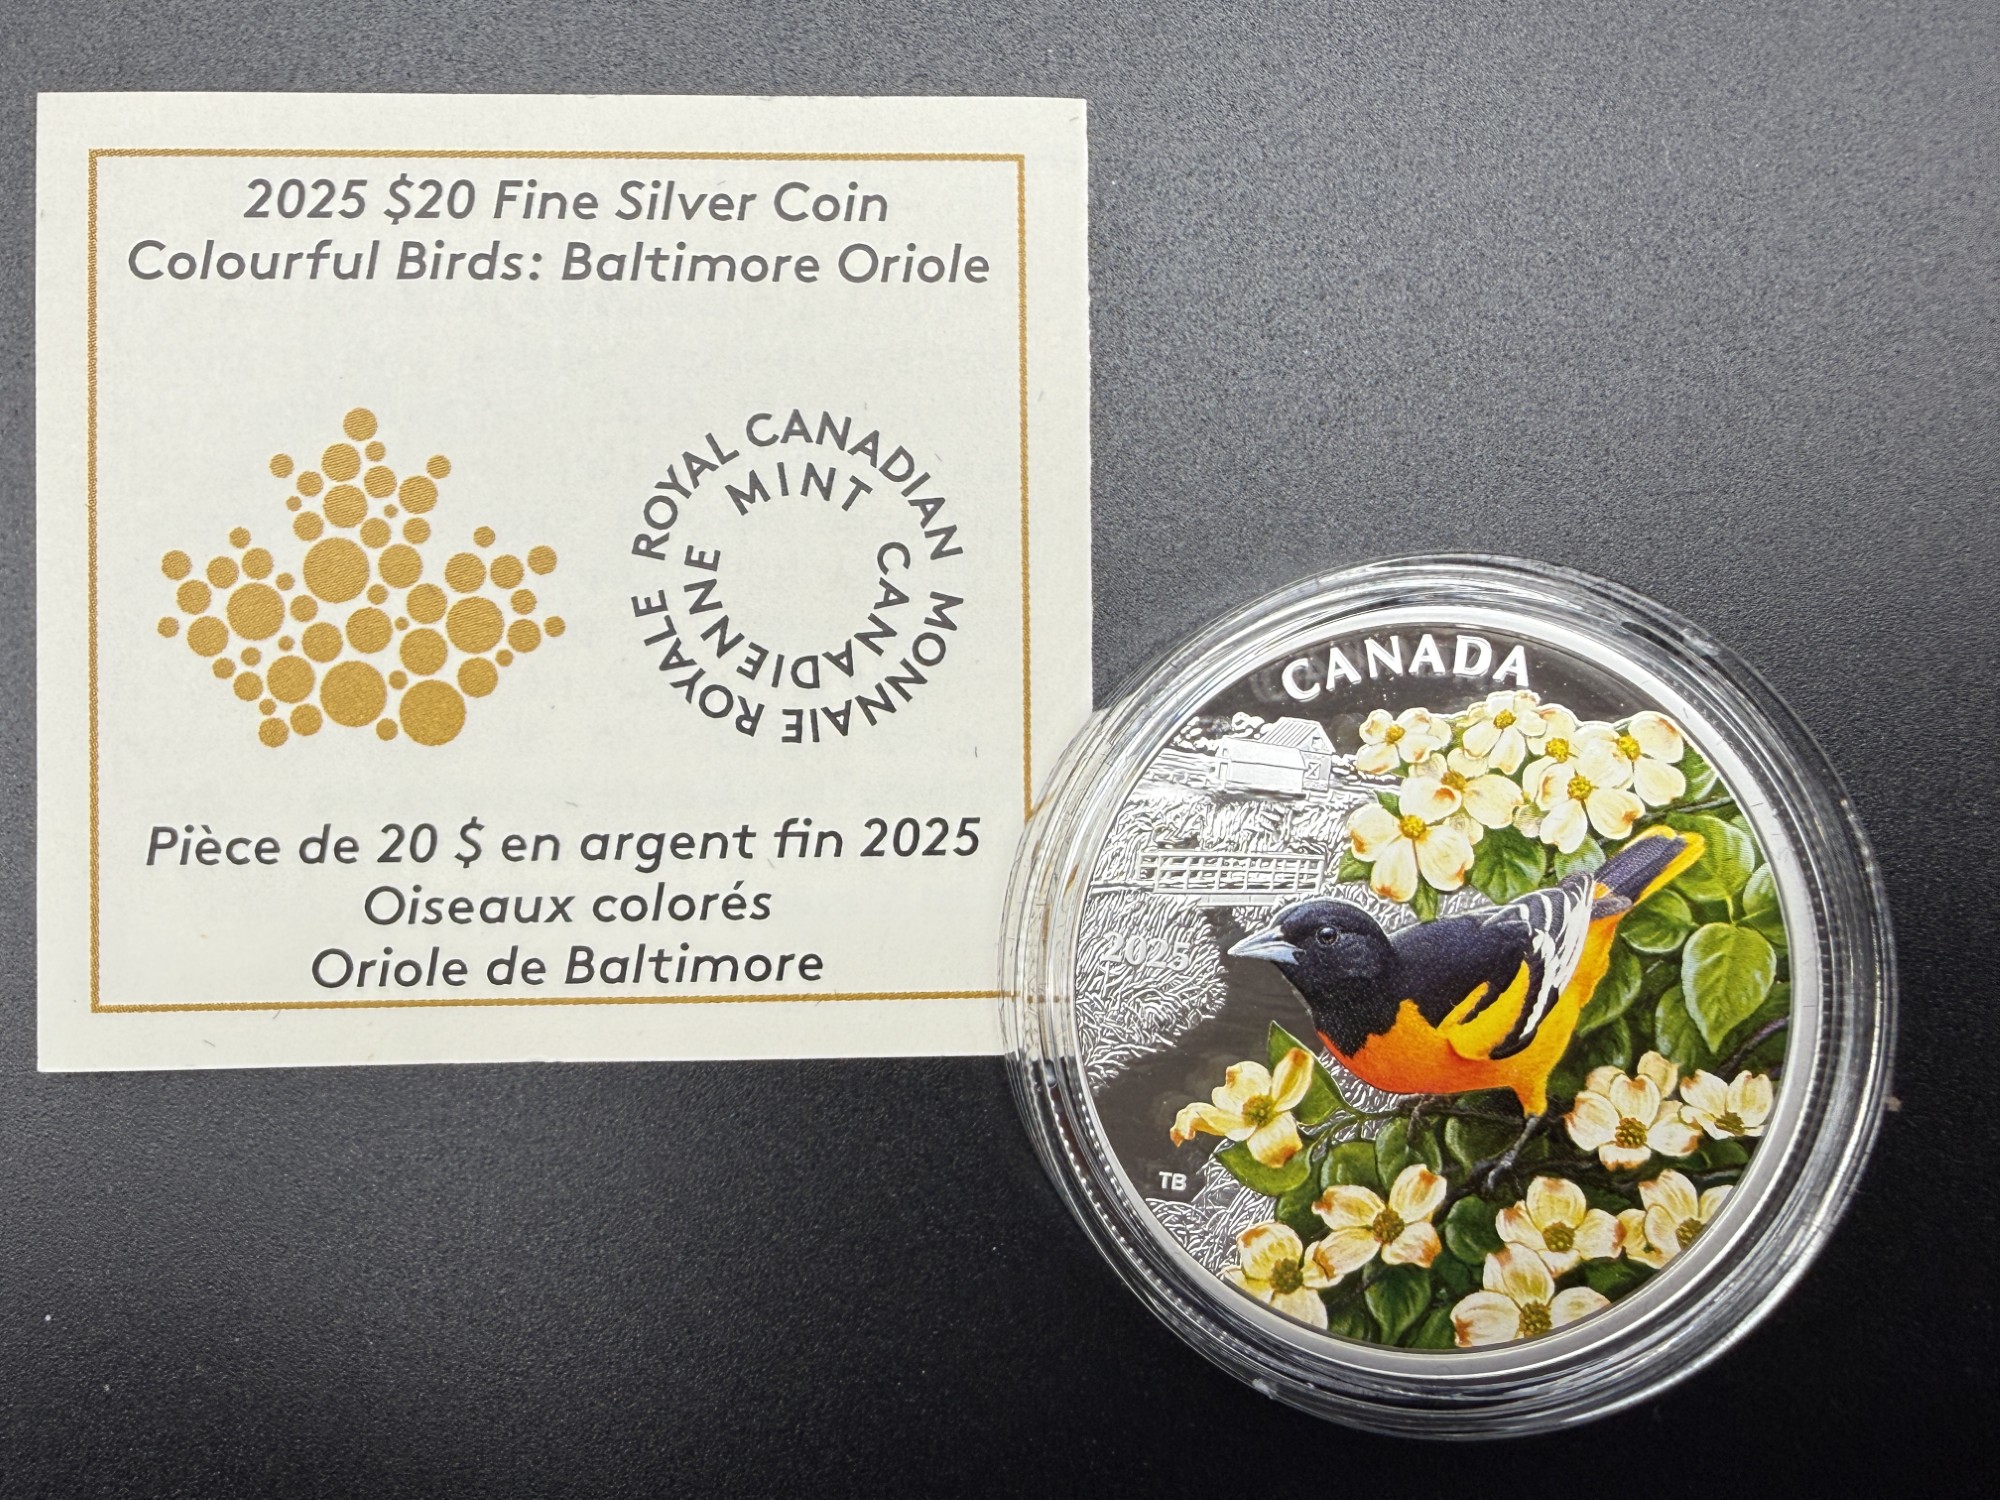 2025 $20 Fine Silver Coin
Colourful Birds: Baltimore Oriole
ROYAL CANADIAN
MINT
MONNAIE ROYALE
CANADIENNE
Pièce de 20 $ en argent fin 2025
Oiseaux colorés
Oriole de Baltimore
CANADA
2025
TB